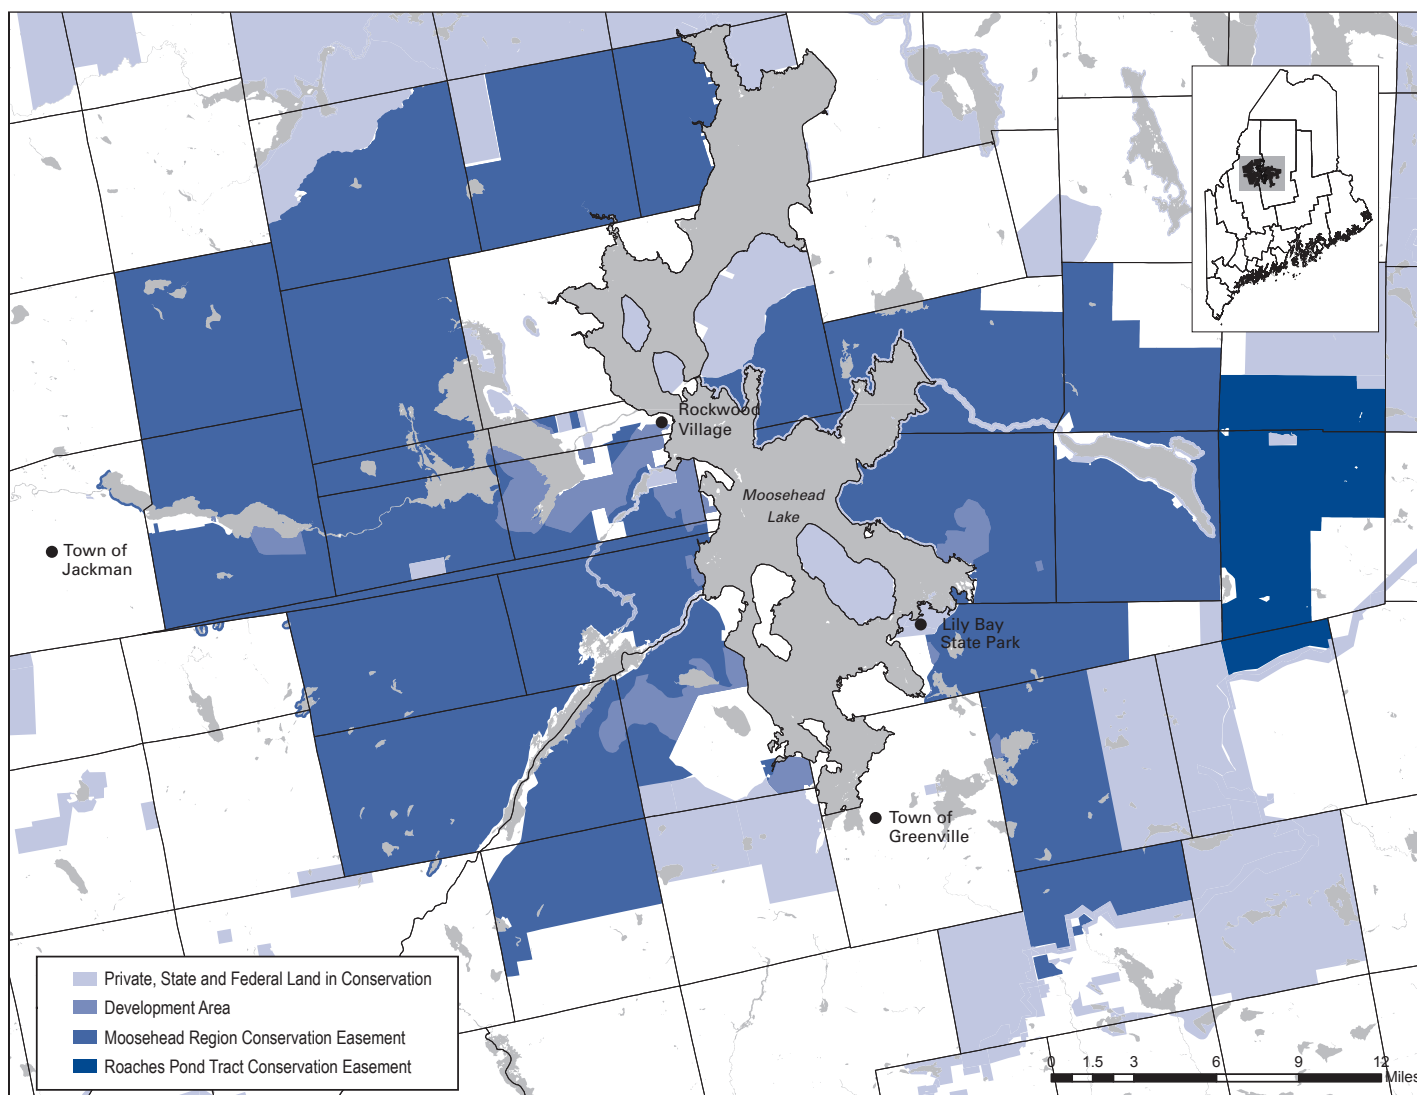 Rockwood
Village
Moosehead
Lake
Town of
Jackman
Lily Bay
State Park
Town of
Greenville
Private, State and Federal Land in Conservation
Development Area
Moosehead Region Conservation Easement
Roaches Pond Tract Conservation Easement
0 1.5 3 6 9 12
Miles